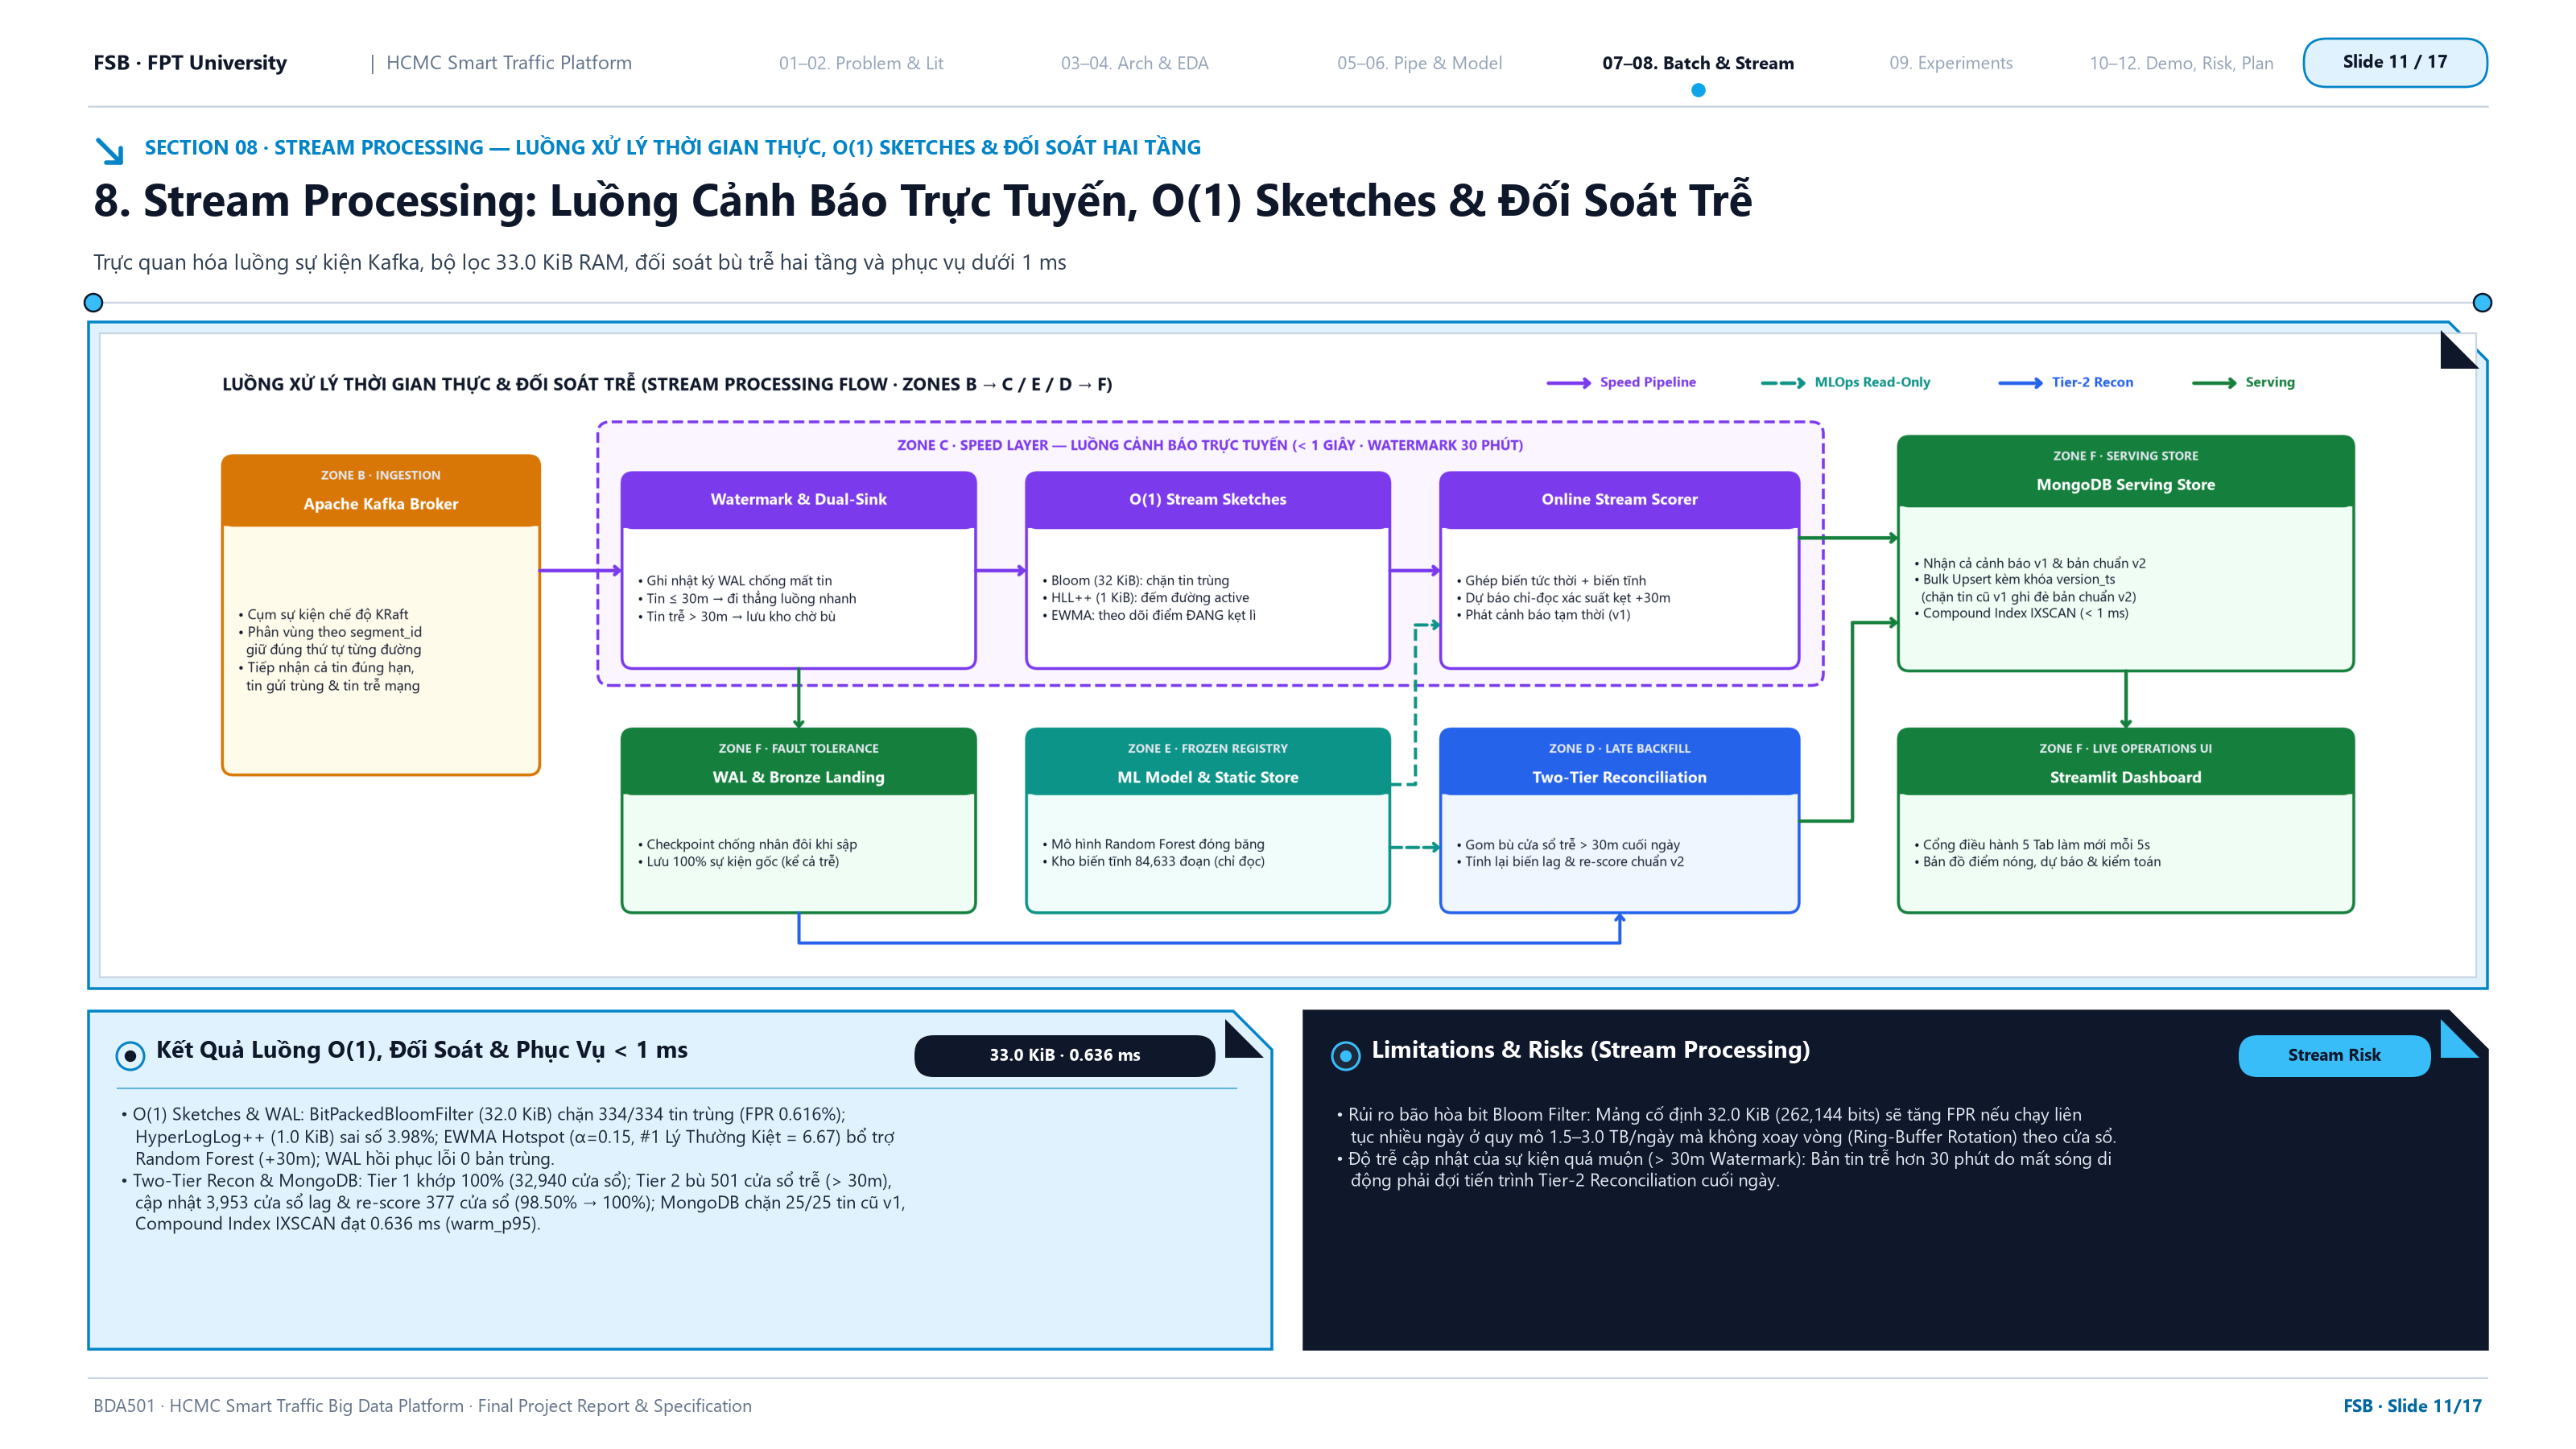 FSB · FPT University | HCMC Smart Traffic Platform 01–02. Problem & Lit 03–04. Arch & EDA 05–06. Pipe & Model 07–08. Batch & Stream 09. Experiments 10–12. Demo, Risk, Plan Slide 11 / 17
SECTION 08 · STREAM PROCESSING — LUỒNG XỬ LÝ THỜI GIAN THỰC, O(1) SKETCHES & ĐỐI SOÁT HAI TẦNG
8. Stream Processing: Luồng Cảnh Báo Trực Tuyến, O(1) Sketches & Đối Soát Trễ
Trực quan hóa luồng sự kiện Kafka, bộ lọc 33.0 KiB RAM, đối soát bù trễ hai tầng và phục vụ dưới 1 ms
LUỒNG XỬ LÝ THỜI GIAN THỰC & ĐỐI SOÁT TRỄ (STREAM PROCESSING FLOW · ZONES B → C / E / D → F)
Speed Pipeline MLOps Read-Only Tier-2 Recon Serving
ZONE B · INGESTION
Apache Kafka Broker
• Cụm sự kiện chế độ KRaft
• Phân vùng theo segment_id
giữ đúng thứ tự từng đường
• Tiếp nhận cả tin đúng hạn,
tin gửi trùng & tin trễ mạng
ZONE C · SPEED LAYER — LUỒNG CẢNH BÁO TRỰC TUYẾN (< 1 GIÂY · WATERMARK 30 PHÚT)
Watermark & Dual-Sink
• Ghi nhật ký WAL chống mất tin
• Tin ≤ 30m → đi thẳng luồng nhanh
• Tin trễ > 30m → lưu kho chờ bù
O(1) Stream Sketches
• Bloom (32 KiB): chặn tin trùng
• HLL++ (1 KiB): đếm đường active
• EWMA: theo dõi điểm ĐANG kẹt lì
Online Stream Scorer
• Ghép biến tức thời + biến tĩnh
• Dự báo chỉ-đọc xác suất kẹt +30m
• Phát cảnh báo tạm thời (v1)
ZONE F · SERVING STORE
MongoDB Serving Store
• Nhận cả cảnh báo v1 & bản chuẩn v2
• Bulk Upsert kèm khóa version_ts
(chặn tin cũ v1 ghi đè bản chuẩn v2)
• Compound Index IXSCAN (< 1 ms)
ZONE F · FAULT TOLERANCE
WAL & Bronze Landing
• Checkpoint chống nhân đôi khi sập
• Lưu 100% sự kiện gốc (kể cả trễ)
ZONE E · FROZEN REGISTRY
ML Model & Static Store
• Mô hình Random Forest đóng băng
• Kho biến tĩnh 84,633 đoạn (chỉ đọc)
ZONE D · LATE BACKFILL
Two-Tier Reconciliation
• Gom bù cửa sổ trễ > 30m cuối ngày
• Tính lại biến lag & re-score chuẩn v2
ZONE F · LIVE OPERATIONS UI
Streamlit Dashboard
• Cổng điều hành 5 Tab làm mới mỗi 5s
• Bản đồ điểm nóng, dự báo & kiểm toán
Kết Quả Luồng O(1), Đối Soát & Phục Vụ < 1 ms
33.0 KiB · 0.636 ms
• O(1) Sketches & WAL: BitPackedBloomFilter (32.0 KiB) chặn 334/334 tin trùng (FPR 0.616%);
HyperLogLog++ (1.0 KiB) sai số 3.98%; EWMA Hotspot (α=0.15, #1 Lý Thường Kiệt = 6.67) bổ trợ
Random Forest (+30m); WAL hồi phục lỗi 0 bản trùng.
• Two-Tier Recon & MongoDB: Tier 1 khớp 100% (32,940 cửa sổ); Tier 2 bù 501 cửa sổ trễ (> 30m),
cập nhật 3,953 cửa sổ lag & re-score 377 cửa sổ (98.50% → 100%); MongoDB chặn 25/25 tin cũ v1,
Compound Index IXSCAN đạt 0.636 ms (warm_p95).
Limitations & Risks (Stream Processing)
Stream Risk
• Rủi ro bão hòa bit Bloom Filter: Mảng cố định 32.0 KiB (262,144 bits) sẽ tăng FPR nếu chạy liên
tục nhiều ngày ở quy mô 1.5–3.0 TB/ngày mà không xoay vòng (Ring-Buffer Rotation) theo cửa sổ.
• Độ trễ cập nhật của sự kiện quá muộn (> 30m Watermark): Bản tin trễ hơn 30 phút do mất sóng di
động phải đợi tiến trình Tier-2 Reconciliation cuối ngày.
BDA501 · HCMC Smart Traffic Big Data Platform · Final Project Report & Specification
FSB · Slide 11/17